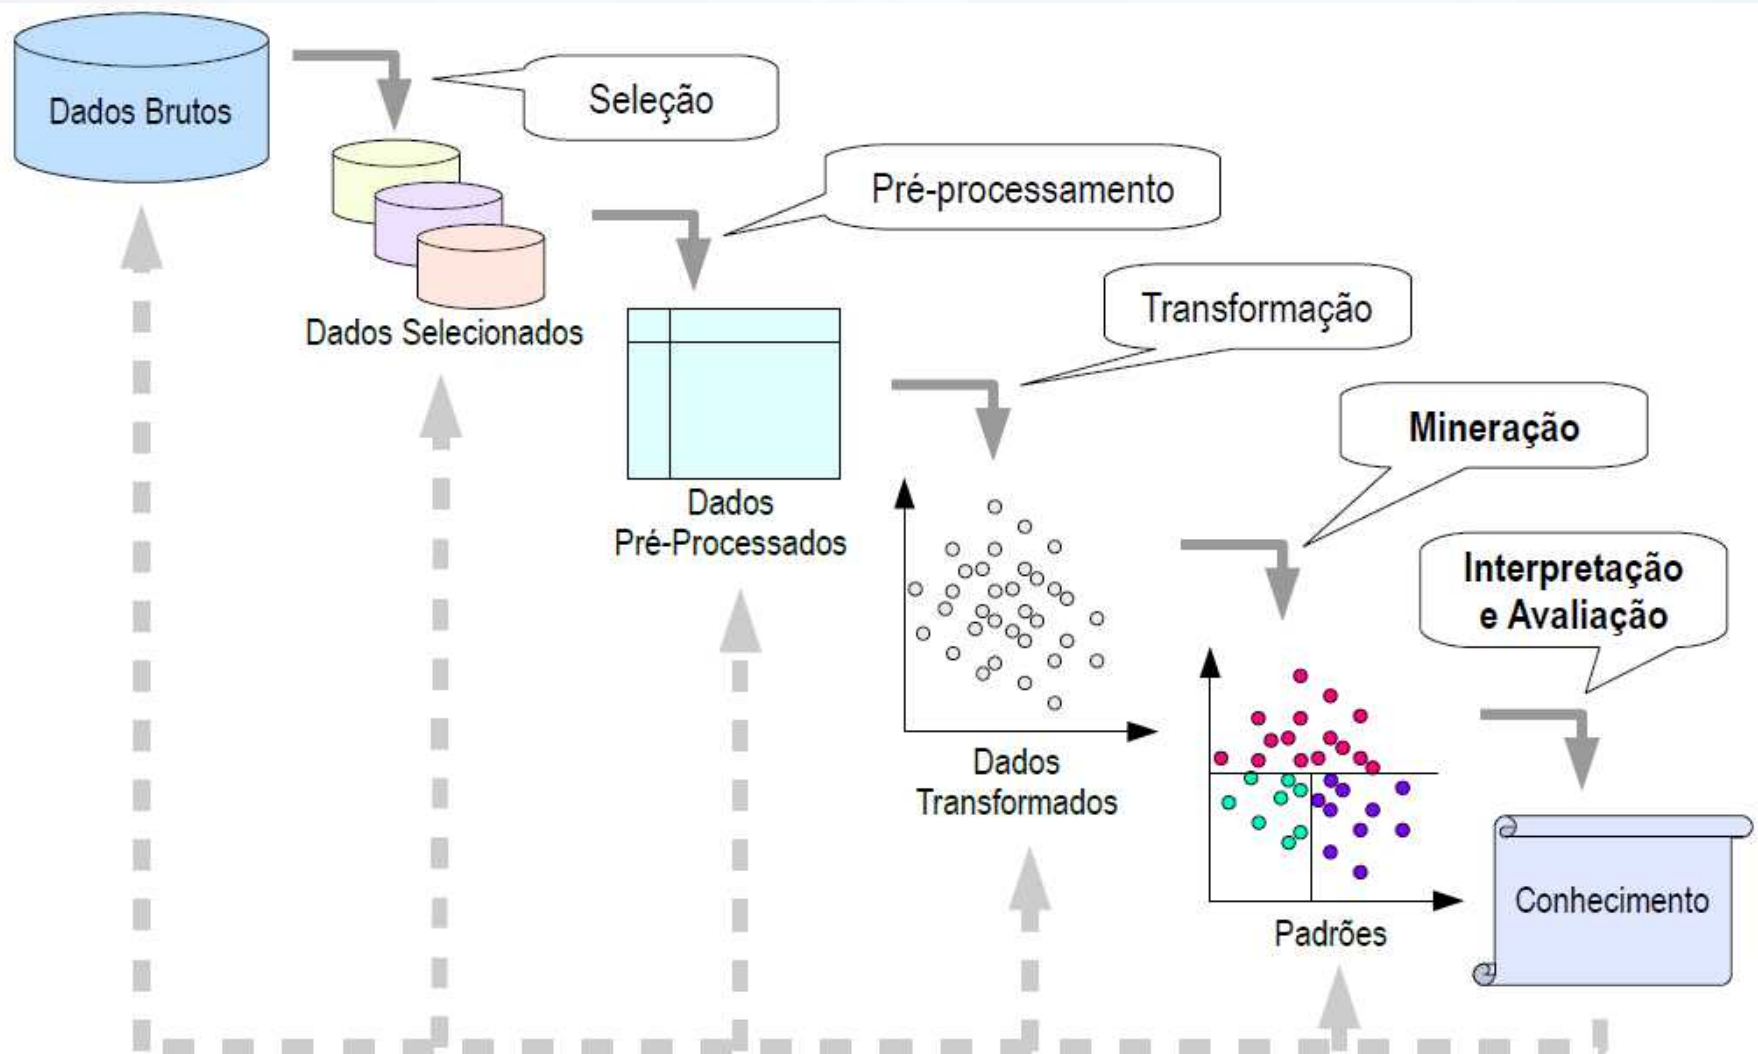 Dados Brutos
Seleção
Pré-processamento
Dados Selecionados
Transformação
Mineração
Dados
Pré-Processados
Interpretação
e Avaliação
Dados
Transformados
Conhecimento
Padrões